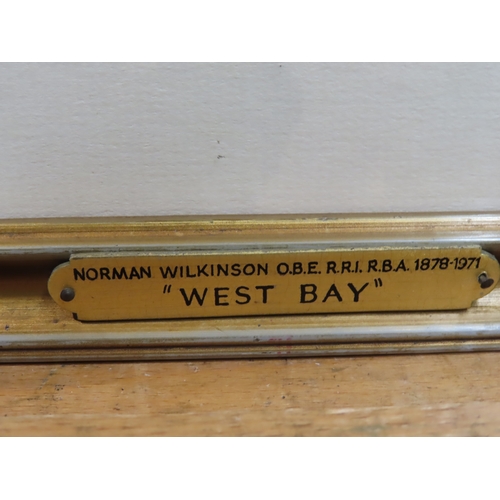 NORMAN WILKINSON O.B.E. R.R.I. R.B.A. 1878-1971
"WEST BAY"